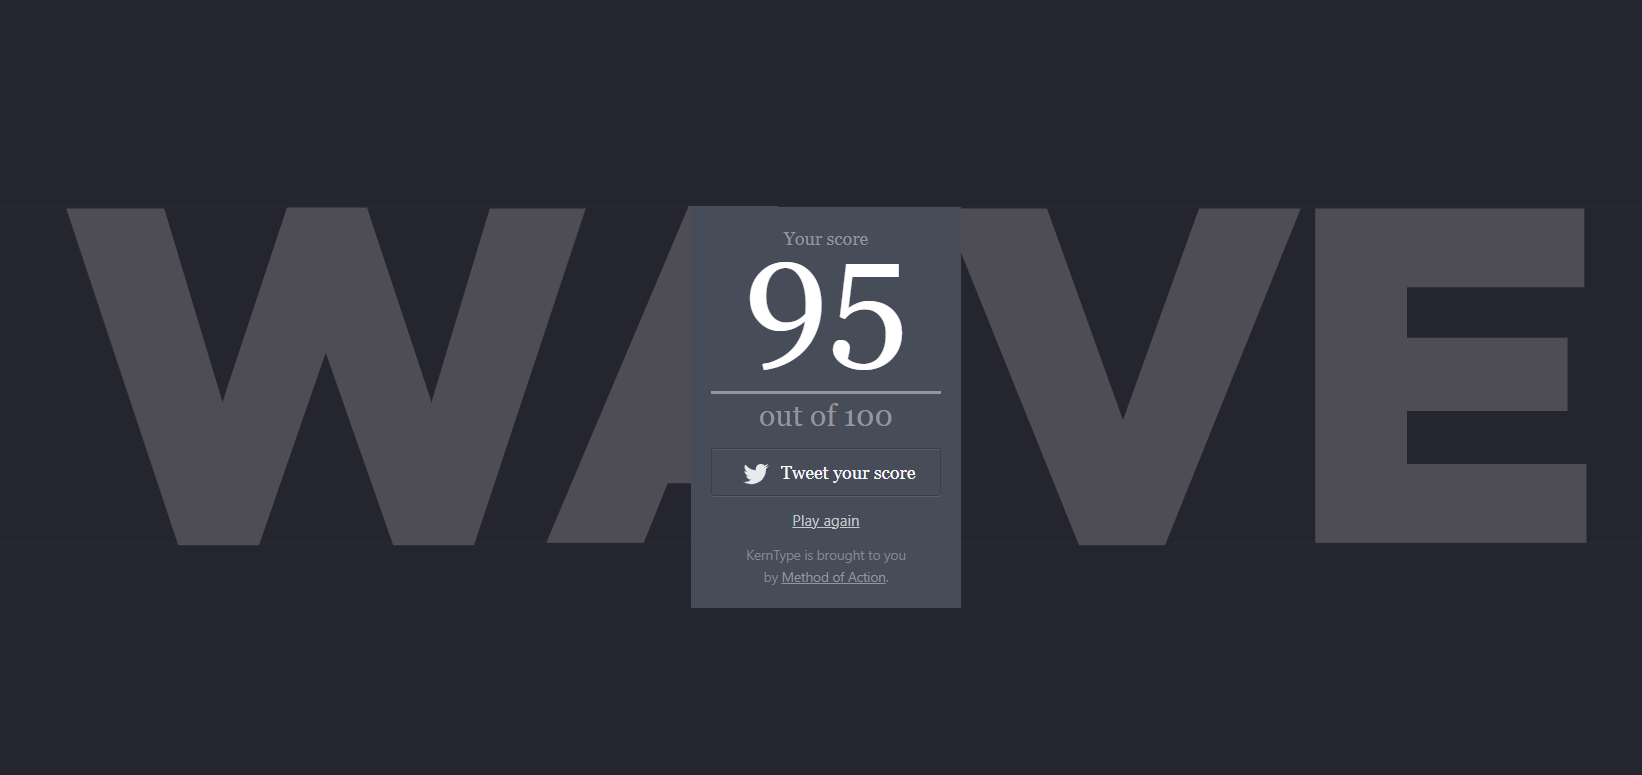 WAVE
Your score
95
out of 100
Tweet your score
Play again
KernType is brought to you
by Method of Action.